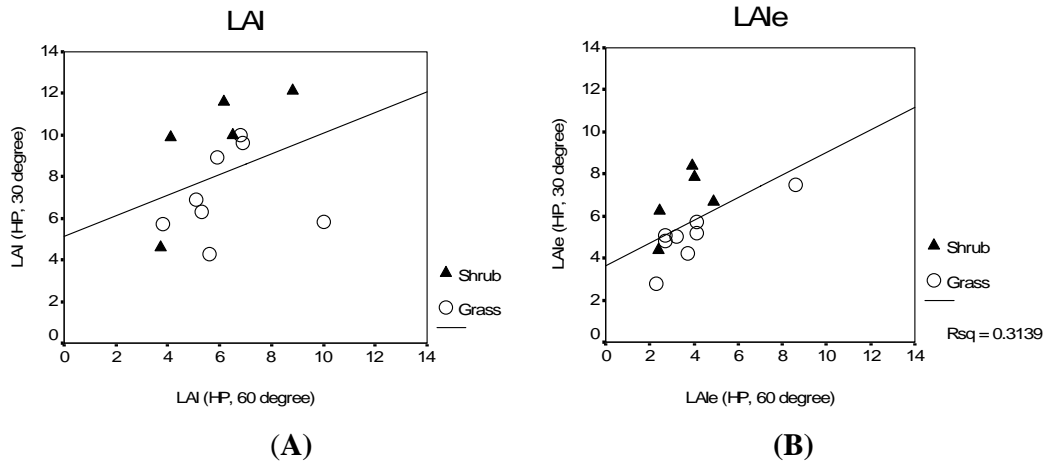 LAI
14
12
10
8
6
4
2
0
LAI (HP, 30 degree)
0 2 4 6 8 10 12 14
LAI (HP, 60 degree)
Shrub
Grass
(A)
LAIe
14
12
10
8
6
4
2
0
LAIe (HP, 30 degree)
0 2 4 6 8 10 12 14
LAIe (HP, 60 degree)
Shrub
Grass
Rsq = 0.3139
(B)